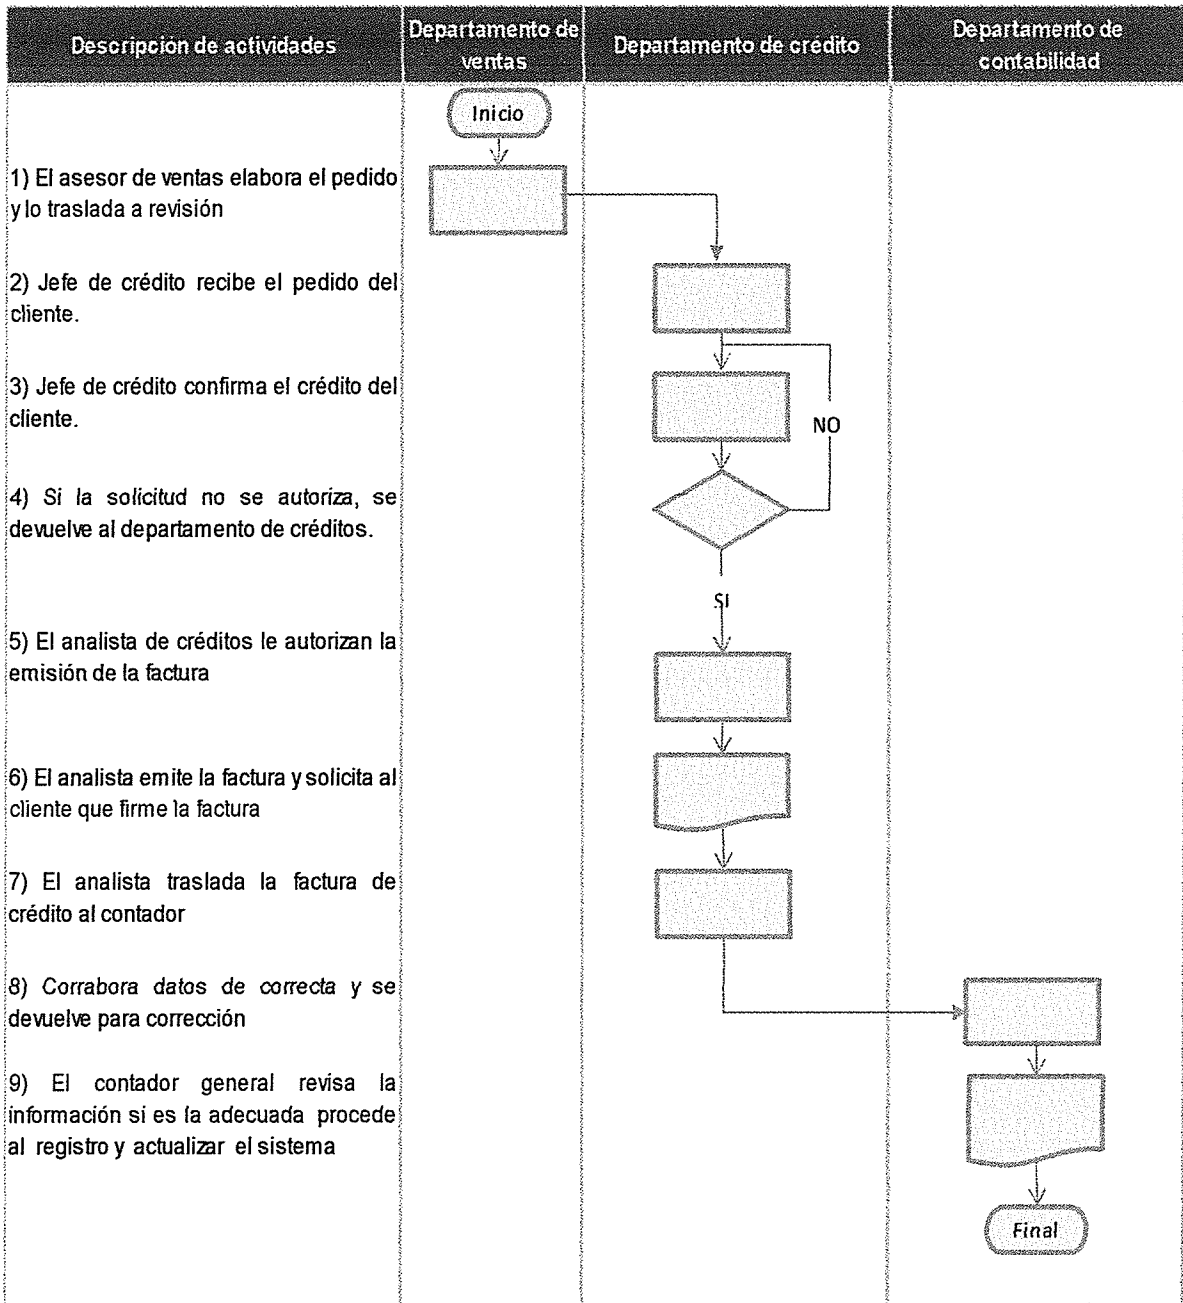 Descripción de actividades
Departamento de
ventas
Departamento de crédito
Departamento de
contabilidad
Inicio
1) El asesor de ventas elabora el pedido
y lo traslada a revisión
2) Jefe de crédito recibe el pedido del
cliente.
3) Jefe de crédito confirma el crédito del
cliente.
NO
4) Si la solicitud no se autoriza, se
devuelve al departamento de créditos.
SI
5) El analista de créditos le autorizan la
emisión de la factura
6) El analista emite la factura y solicita al
cliente que firme la factura
7) El analista traslada la factura de
crédito al contador
8) Corrabora datos de correcta y se
devuelve para corrección
9) El contador general revisa la
información si es la adecuada procede
al registro y actualizar el sistema
Final